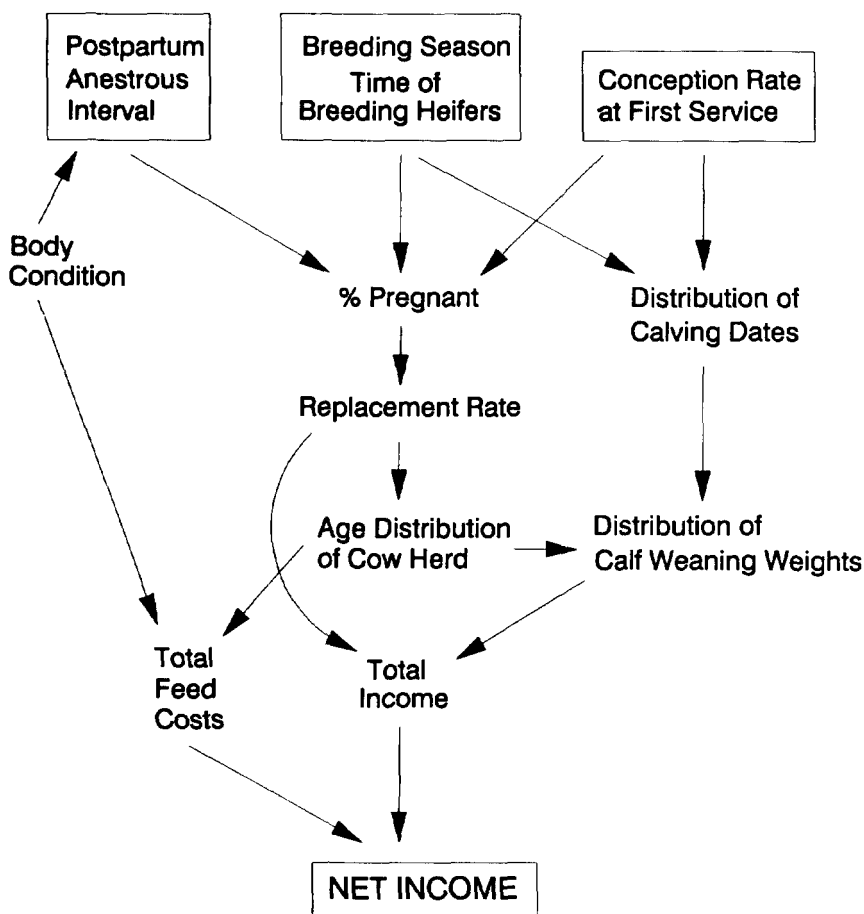 Postpartum
Anestrous
Interval
Breeding Season
Time of
Breeding Heifers
Conception Rate
at First Service
Body
Condition
% Pregnant
Distribution of
Calving Dates
Replacement Rate
Age Distribution
of Cow Herd
Distribution of
Calf Weaning Weights
Total
Feed
Costs
Total
Income
NET INCOME